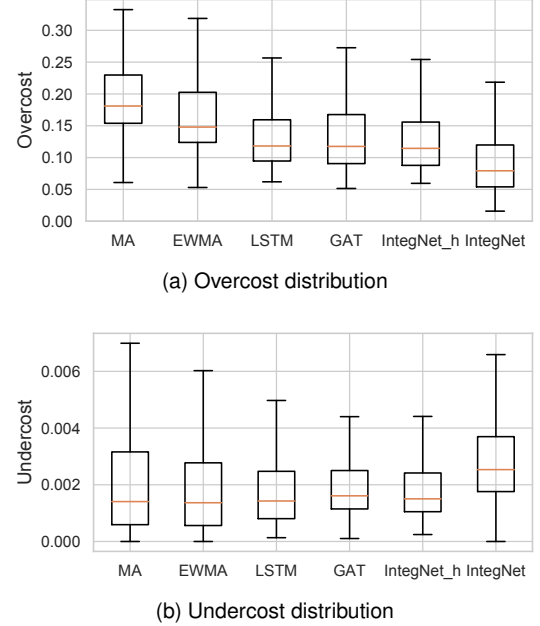 0.30
0.25
0.20
0.15
0.10
0.05
0.00
Overcost
MA EWMA LSTM GAT IntegNet_h IntegNet
(a) Overcost distribution
0.006
0.004
0.002
0.000
Undercost
MA EWMA LSTM GAT IntegNet_h IntegNet
(b) Undercost distribution